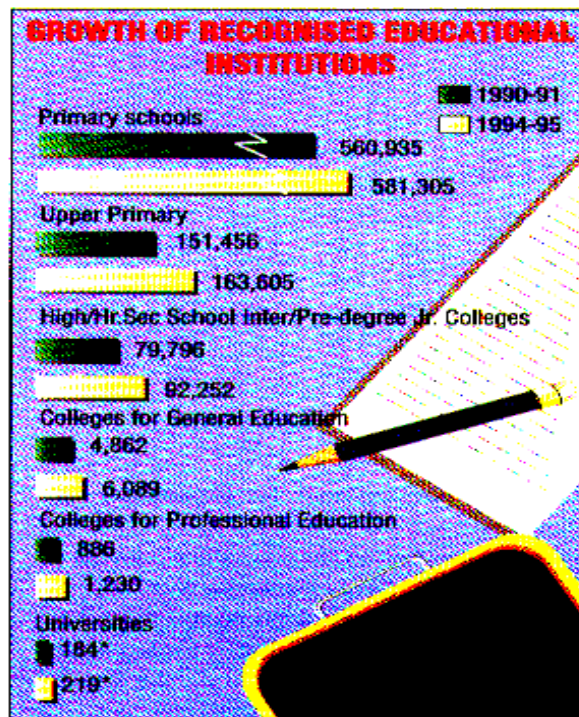 GROWTH OF RECOGNISED EDUCATIONAL
INSTITUTIONS
1990-91
1994-95
Primary schools
560,935
581,305
Upper Primary
151,456
163,605
High/Hr.Sec School Inter/Pre-degree Jr. Colleges
79,796
92,252
Colleges for General Education
4,862
6,089
Colleges for Professional Education
886
1,230
Universities
184*
219*